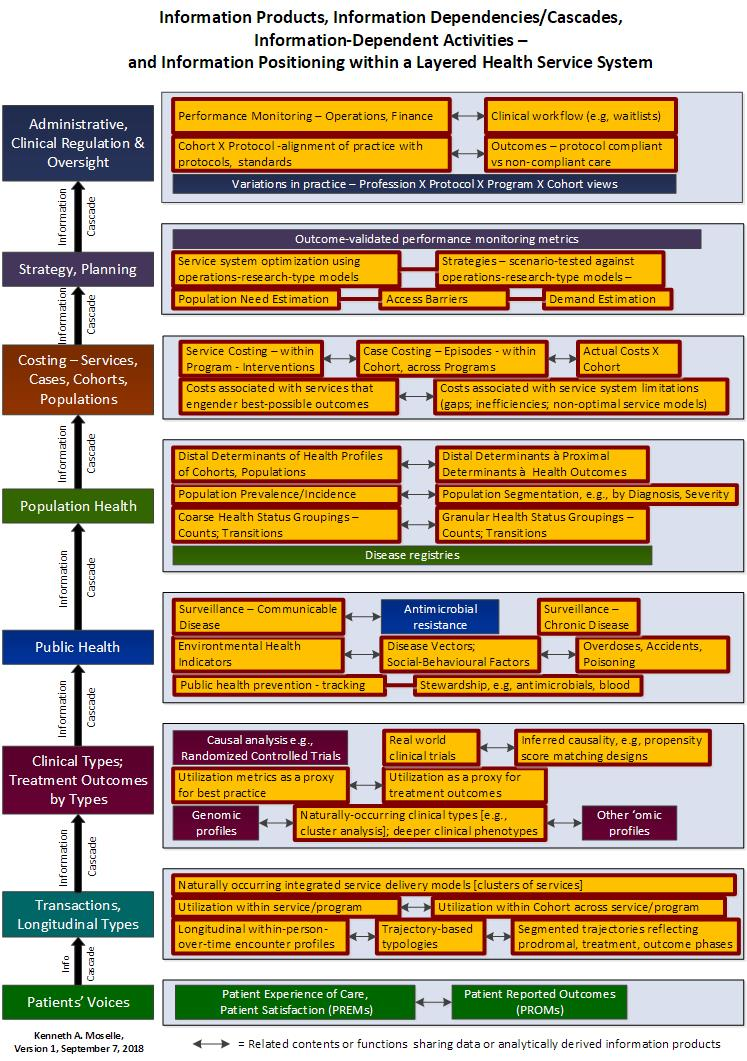 Information Products, Information Dependencies/Cascades,
Information-Dependent Activities –
and Information Positioning within a Layered Health Service System
Administrative,
Clinical Regulation &
Oversight
Performance Monitoring – Operations, Finance
Clinical workflow (e.g, waitlists)
Cohort X Protocol -alignment of practice with
protocols, standards
Outcomes – protocol compliant
vs non-compliant care
Variations in practice – Profession X Protocol X Program X Cohort views
Information
Cascade
Strategy, Planning
Outcome-validated performance monitoring metrics
Service system optimization using
operations-research-type models
Strategies – scenario-tested against
operations-research-type models –
Population Need Estimation
Access Barriers
Demand Estimation
Information
Cascade
Costing – Services,
Cases, Cohorts,
Populations
Service Costing – within
Program - Interventions
Case Costing – Episodes - within
Cohort, across Programs
Actual Costs X
Cohort
Costs associated with services that
engender best-possible outcomes
Costs associated with service system limitations
(gaps; inefficiencies; non-optimal service models)
Information
Cascade
Population Health
Distal Determinants of Health Profiles
of Cohorts, Populations
Distal Determinants à Proximal
Determinants à Health Outcomes
Population Prevalence/Incidence
Population Segmentation, e.g., by Diagnosis, Severity
Coarse Health Status Groupings –
Counts; Transitions
Granular Health Status Groupings –
Counts; Transitions
Disease registries
Information
Cascade
Public Health
Surveillance – Communicable
Disease
Antimicrobial
resistance
Surveillance –
Chronic Disease
Environmental Health
Indicators
Disease Vectors;
Social-Behavioural Factors
Overdoses, Accidents,
Poisoning
Public health prevention - tracking
Stewardship, e.g, antimicrobials, blood
Information
Cascade
Clinical Types;
Treatment Outcomes
by Types
Causal analysis e.g.,
Randomized Controlled Trials
Real world
clinical trials
Inferred causality, e.g, propensity
score matching designs
Utilization metrics as a proxy
for best practice
Utilization as a proxy for
treatment outcomes
Genomic
profiles
Naturally-occurring clinical types [e.g.,
cluster analysis]; deeper clinical phenotypes
Other ‘omic
profiles
Information
Cascade
Transactions,
Longitudinal Types
Naturally occurring integrated service delivery models [clusters of services]
Utilization within service/program
Utilization within Cohort across service/program
Longitudinal within-person-
over-time encounter profiles
Trajectory-based
typologies
Segmented trajectories reflecting
prodromal, treatment, outcome phases
Info
Cascade
Patients’ Voices
Patient Experience of Care,
Patient Satisfaction (PREMs)
Patient Reported Outcomes
(PROMs)
Kenneth A. Moselle,
Version 1, September 7, 2018
= Related contents or functions sharing data or analytically derived information products